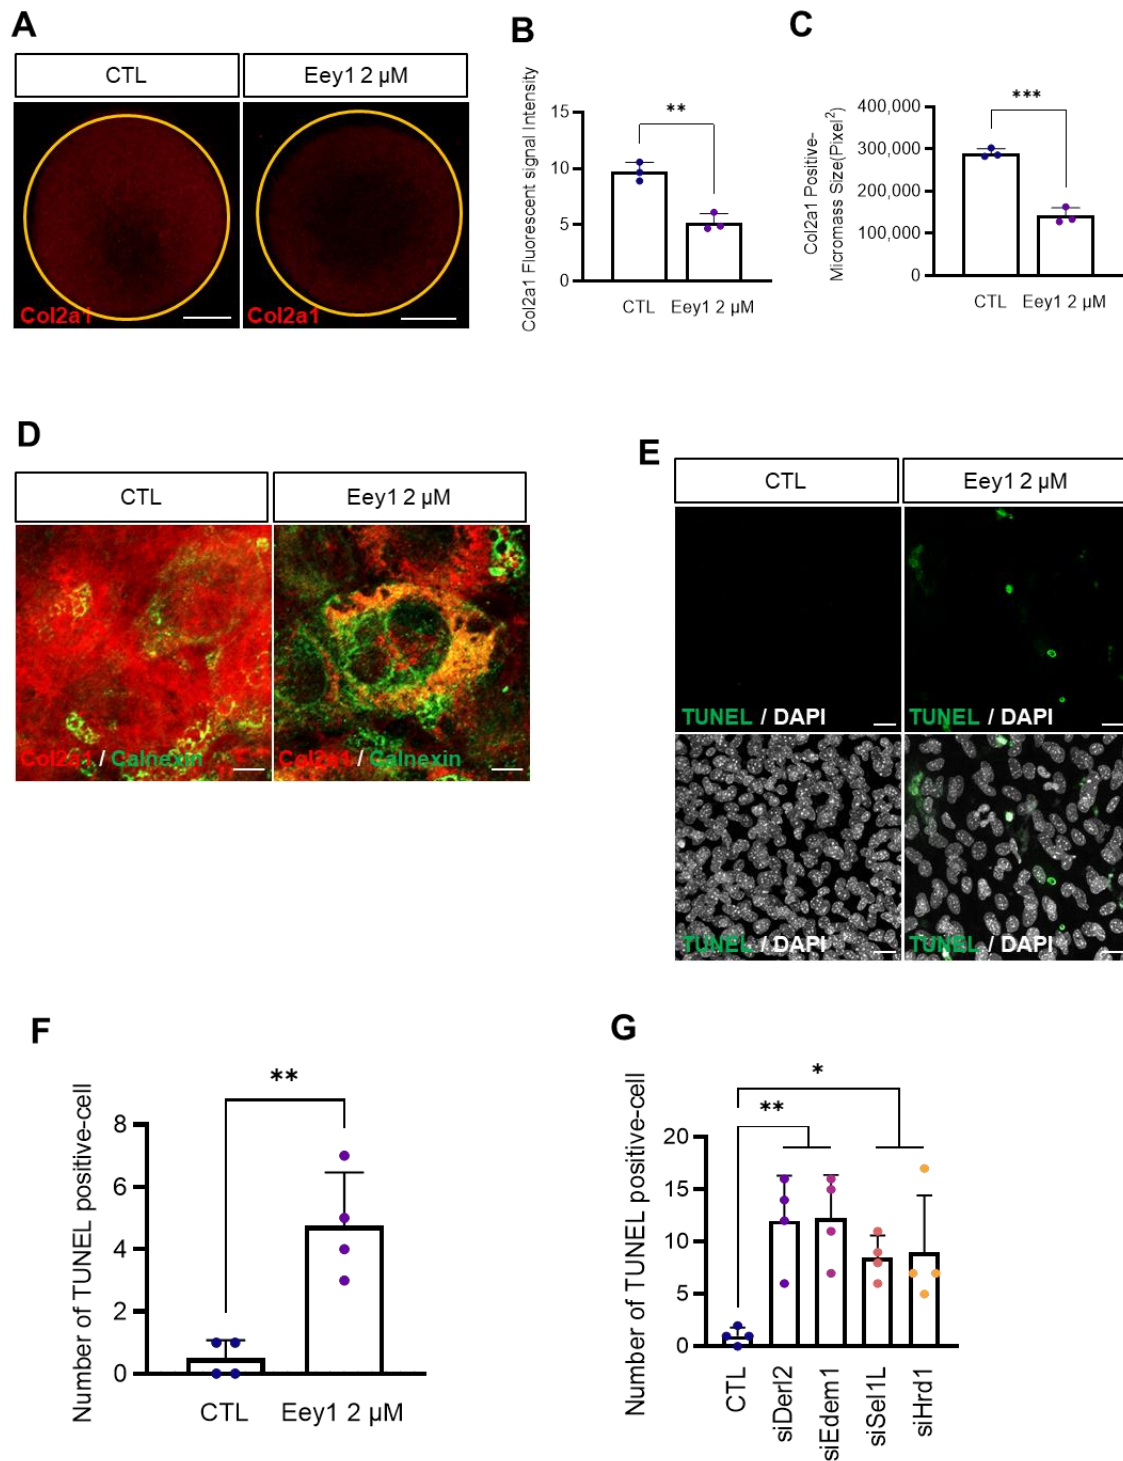 A
CTL
Eey1 2 µM
Col2a1
Col2a1
B
Col2a1 Fluorescent signal Intensity
15
10
5
0
**
CTL
Eey1 2 µM
C
Col2a1 Positive-
Micromass Size(Pixel²)
400,000
300,000
200,000
100,000
0
***
CTL
Eey1 2 µM
D
CTL
Eey1 2 µM
Col2a1 / Calnexin
Col2a1 / Calnexin
E
CTL
Eey1 2 µM
TUNEL / DAPI
TUNEL / DAPI
TUNEL / DAPI
TUNEL / DAPI
F
Number of TUNEL positive-cell
8
6
4
2
0
**
CTL
Eey1 2 µM
G
Number of TUNEL positive-cell
20
15
10
5
0
*
**
CTL
siDerl2
siEdem1
siSel1L
siHrd1